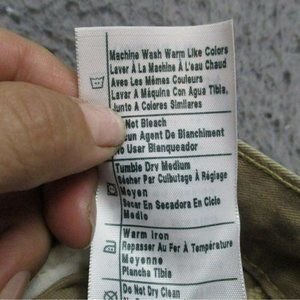 Machine Wash Warm Like Colors
Laver À La Machine À L'eau Chaud
Avec Les Mêmes Couleurs
Lavar A Máquina Con Agua Tibia,
Junto A Colores Similares
Not Bleach
cun Agent De Blanchiment
No Usar Blanqueador
Tumble Dry Medium
Sécher Par Culbutage À Réglage
Moyen
Secar En Secadora En Ciclo
Medio
Warm Iron
Repasser Au Fer À Température
Moyenne
Plancha Tibia
Do Not Dry Clean